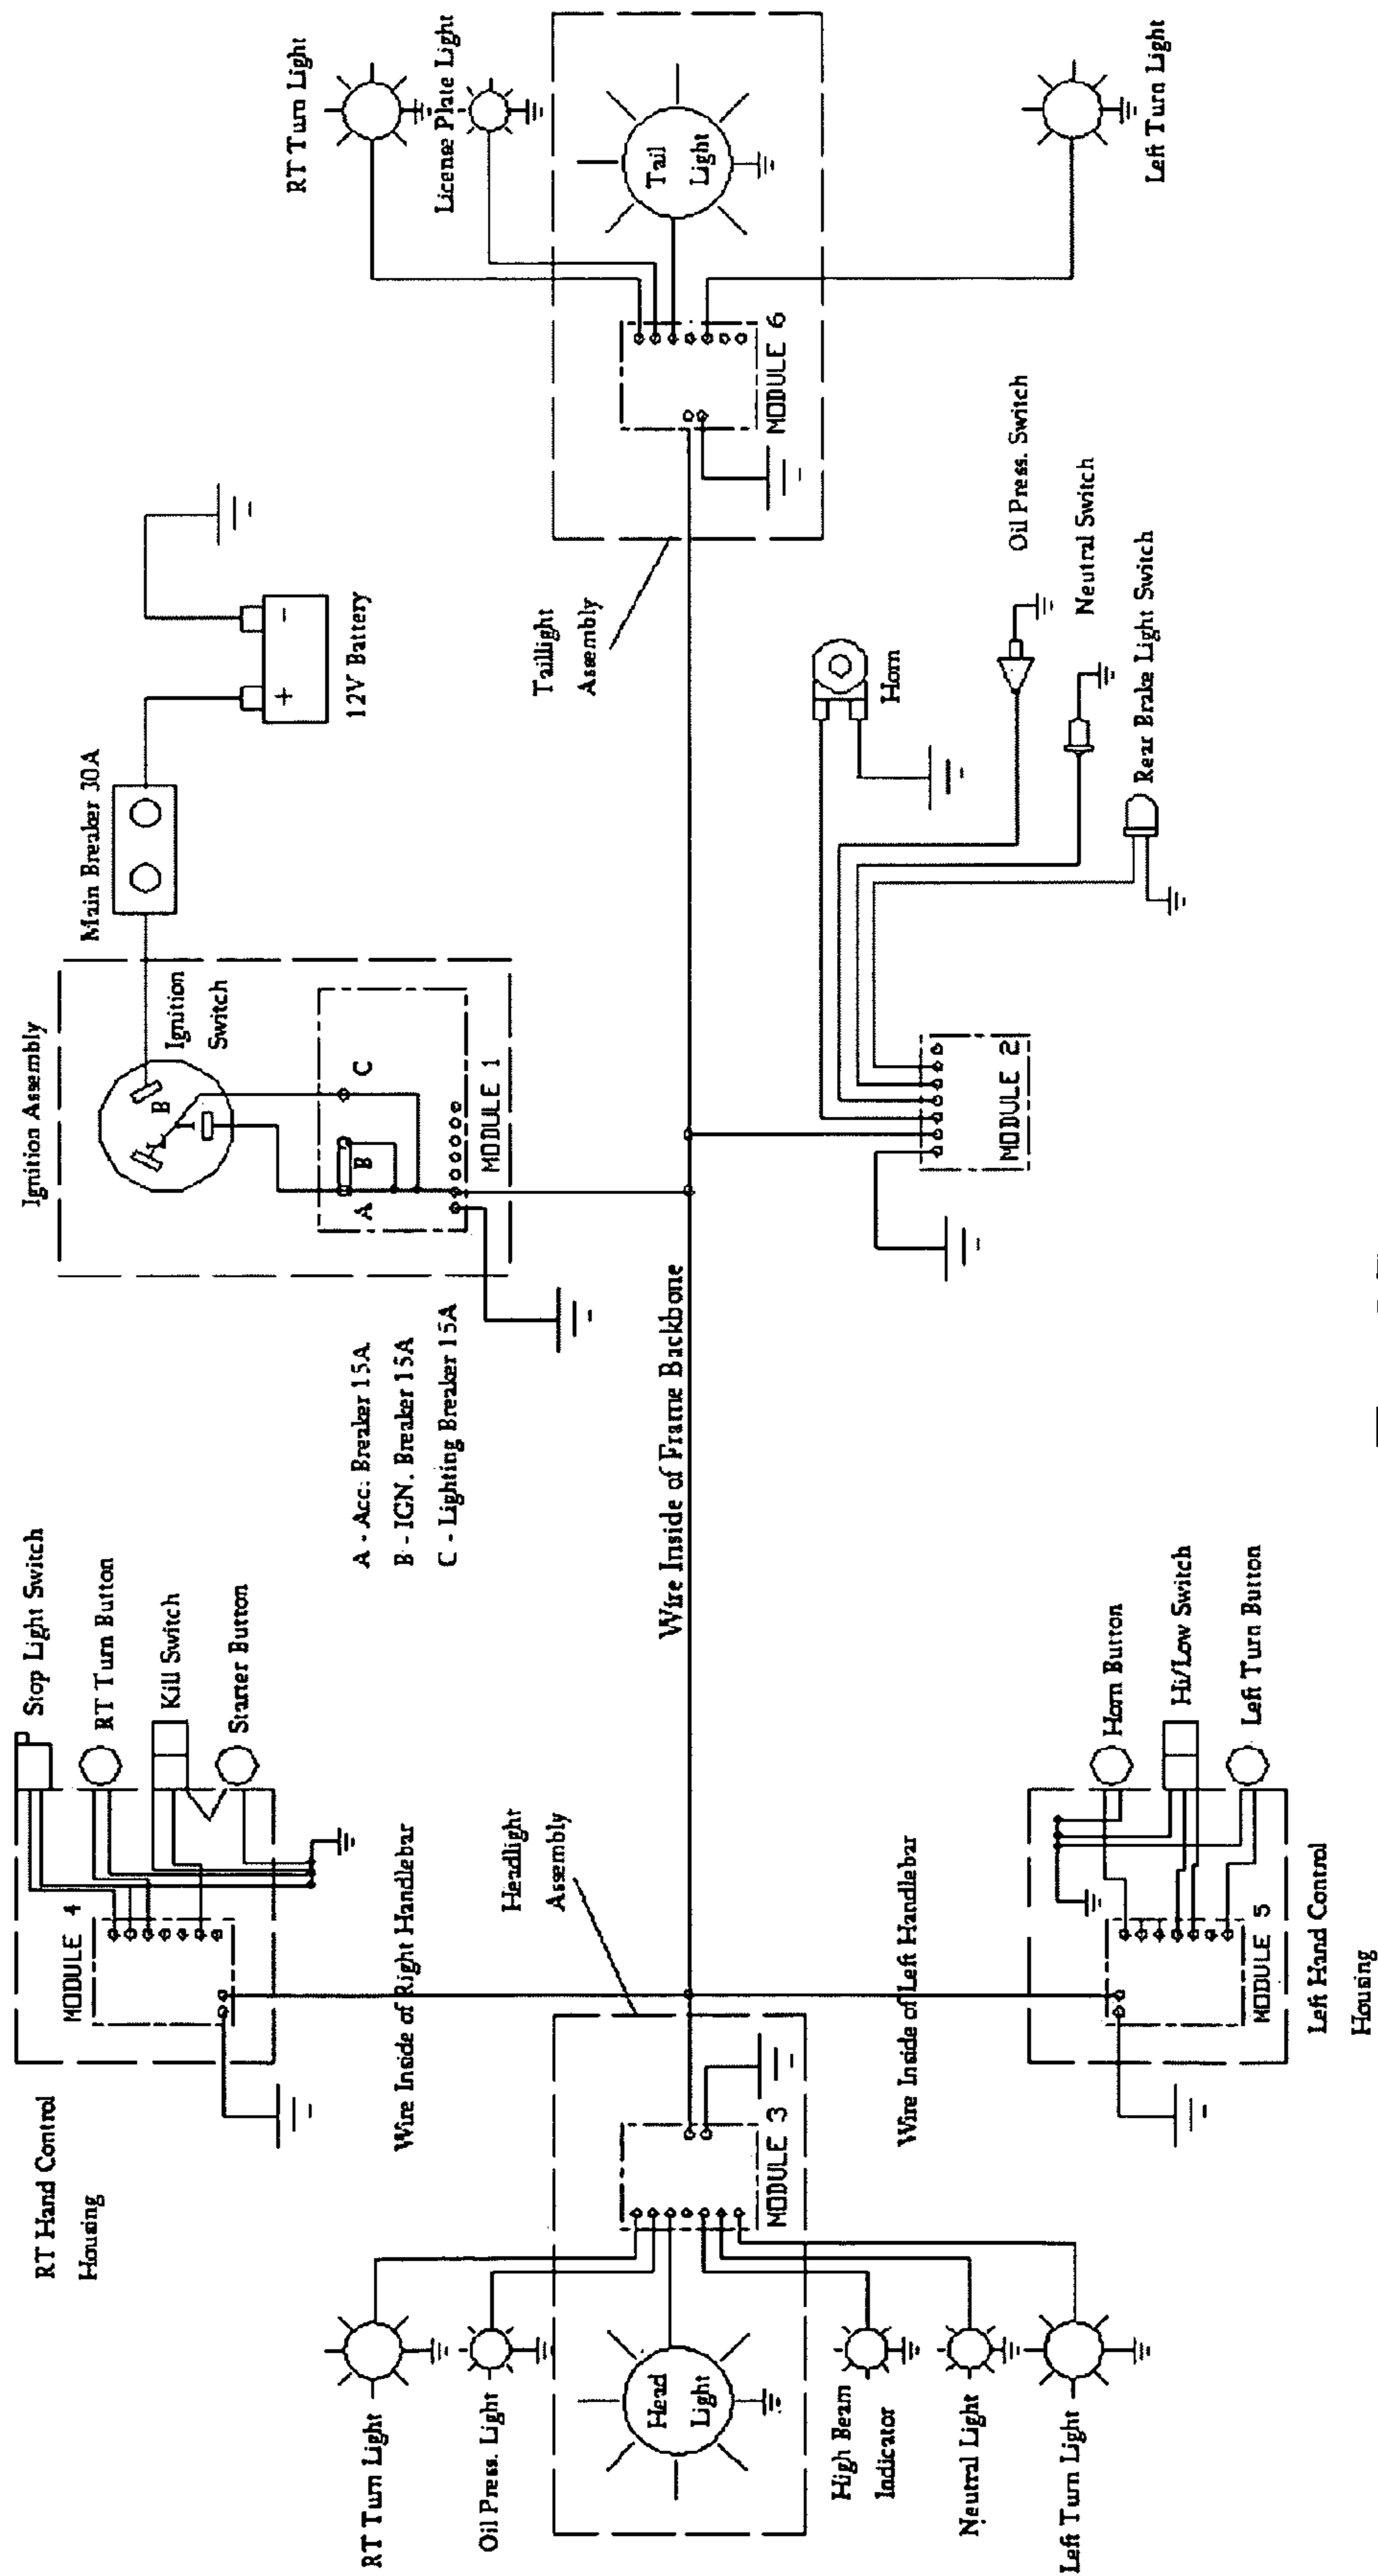 RT Hand Control
Housing
MODULE 4
Stop Light Switch
RT Turn Button
Kill Switch
Starter Button
Wire Inside of Right Handlebar
Ignition Assembly
Ignition
Switch
B
I
A
B
C
MODULE 1
A - Acc. Breaker 15A
B - IGN. Breaker 15A
C - Lighting Breaker 15A
Main Breaker 30A
+
-
12V Battery
RT Turn Light
License Plate Light
Tail
Light
MODULE 6
Taillight
Assembly
Left Turn Light
RT Turn Light
Oil Press. Light
Head
Light
High Beam
Indicator
Neutral Light
Left Turn Light
MODULE 3
Headlight
Assembly
Wire Inside of Frame Backbone
Wire Inside of Left Handlebar
Horn Button
Hi/Low Switch
Left Turn Button
MODULE 5
Left Hand Control
Housing
MODULE 2
Horn
Oil Press. Switch
Neutral Switch
Rear Brake Light Switch